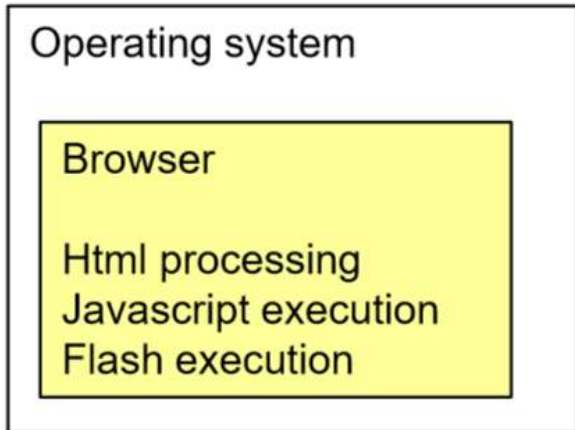 Operating system
Browser
Html processing
Javascript execution
Flash execution